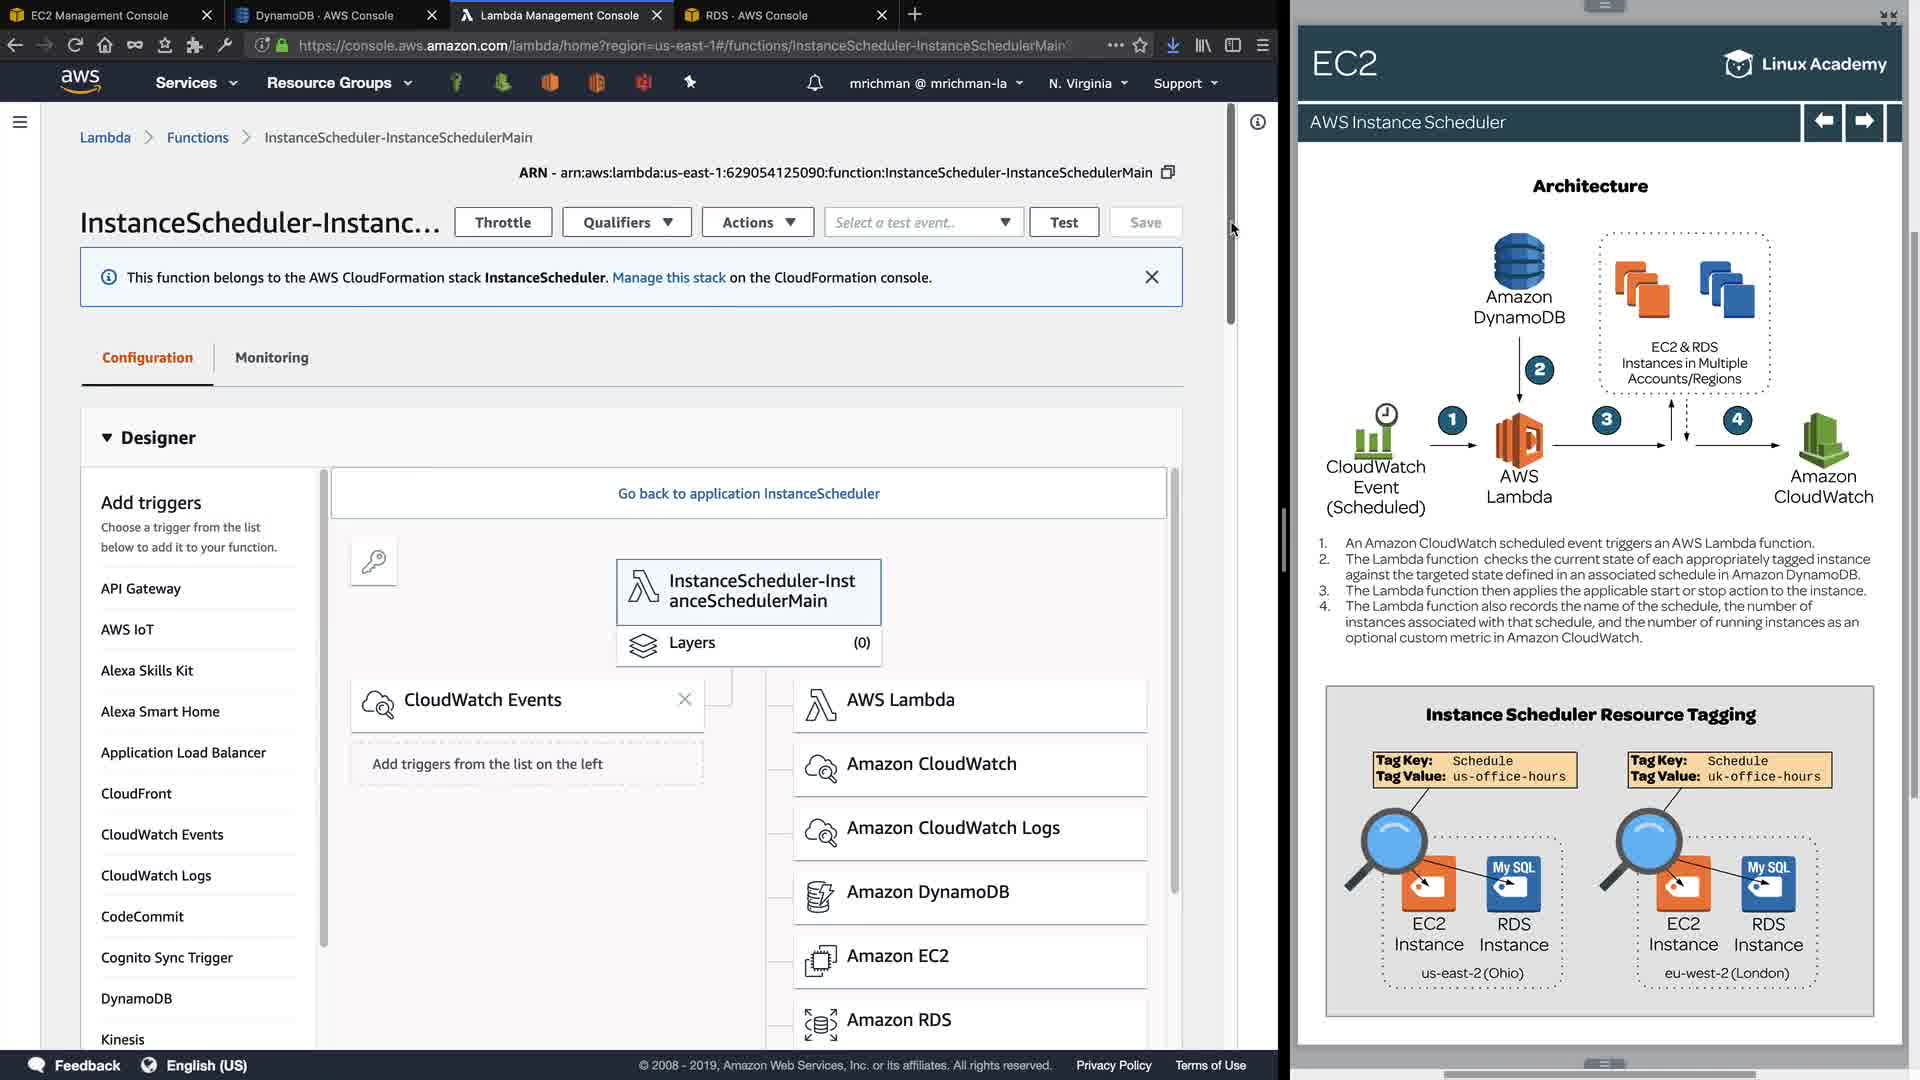 EC2 Management Console
DynamoDB · AWS Console
Lambda Management Console
RDS · AWS Console
https://console.aws.amazon.com/lambda/home?region=us-east-1#/functions/InstanceScheduler-InstanceSchedulerMain?
aws
Services
Resource Groups
mrichman @ mrichman-la
N. Virginia
Support
Lambda
Functions
InstanceScheduler-InstanceSchedulerMain
ARN - arn:aws:lambda:us-east-1:629054125090:function:InstanceScheduler-InstanceSchedulerMain
InstanceScheduler-Instanc...
Throttle
Qualifiers
Actions
Select a test event..
Test
Save
This function belongs to the AWS CloudFormation stack InstanceScheduler. Manage this stack on the CloudFormation console.
Configuration
Monitoring
Designer
Add triggers
Choose a trigger from the list
below to add it to your function.
API Gateway
AWS IoT
Alexa Skills Kit
Alexa Smart Home
Application Load Balancer
CloudFront
CloudWatch Events
CloudWatch Logs
CodeCommit
Cognito Sync Trigger
DynamoDB
Kinesis
Go back to application InstanceScheduler
InstanceScheduler-Inst
anceSchedulerMain
Layers
(0)
CloudWatch Events
Add triggers from the list on the left
AWS Lambda
Amazon CloudWatch
Amazon CloudWatch Logs
Amazon DynamoDB
Amazon EC2
Amazon RDS
Feedback
English (US)
© 2008 - 2019, Amazon Web Services, Inc. or its affiliates. All rights reserved.
Privacy Policy
Terms of Use
EC2
Linux Academy
AWS Instance Scheduler
Architecture
Amazon
DynamoDB
EC2 & RDS
Instances in Multiple
Accounts/Regions
2
1
3
4
CloudWatch
Event
(Scheduled)
AWS
Lambda
Amazon
CloudWatch
1. An Amazon CloudWatch scheduled event triggers an AWS Lambda function.
2. The Lambda function checks the current state of each appropriately tagged instance
against the targeted state defined in an associated schedule in Amazon DynamoDB.
3. The Lambda function then applies the applicable start or stop action to the instance.
4. The Lambda function also records the name of the schedule, the number of
instances associated with that schedule, and the number of running instances as an
optional custom metric in Amazon CloudWatch.
Instance Scheduler Resource Tagging
Tag Key: Schedule
Tag Value: us-office-hours
Tag Key: Schedule
Tag Value: uk-office-hours
My SQL
My SQL
EC2
Instance
RDS
Instance
EC2
Instance
RDS
Instance
us-east-2 (Ohio)
eu-west-2 (London)